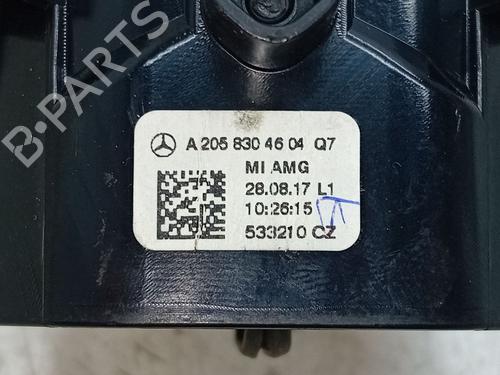 B-PARTS
A 205 830 46 04 Q7
MI AMG
28.08.17 L1
10:26:15
533210 CZ